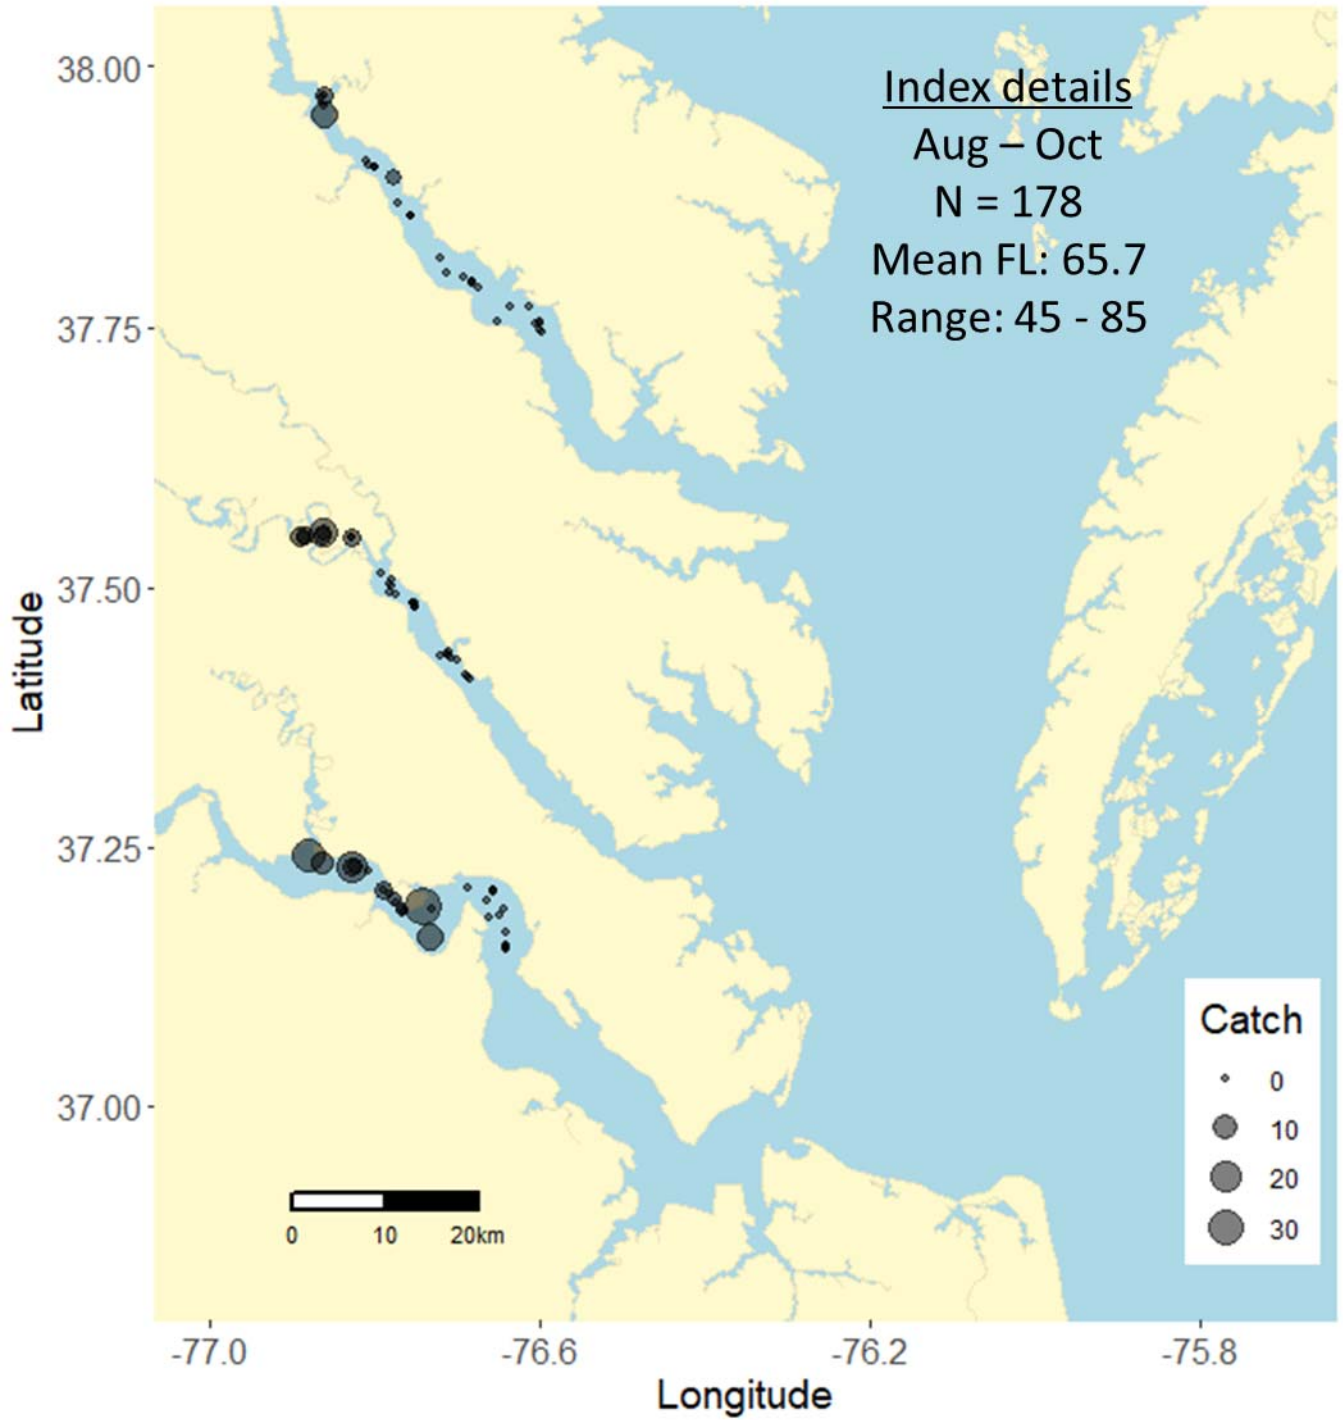 38.00
37.75
37.50
37.25
37.00
Latitude
Index details
Aug – Oct
N = 178
Mean FL: 65.7
Range: 45 - 85
Catch
0
10
20
30
0 10 20km
-77.0 -76.6 -76.2 -75.8
Longitude